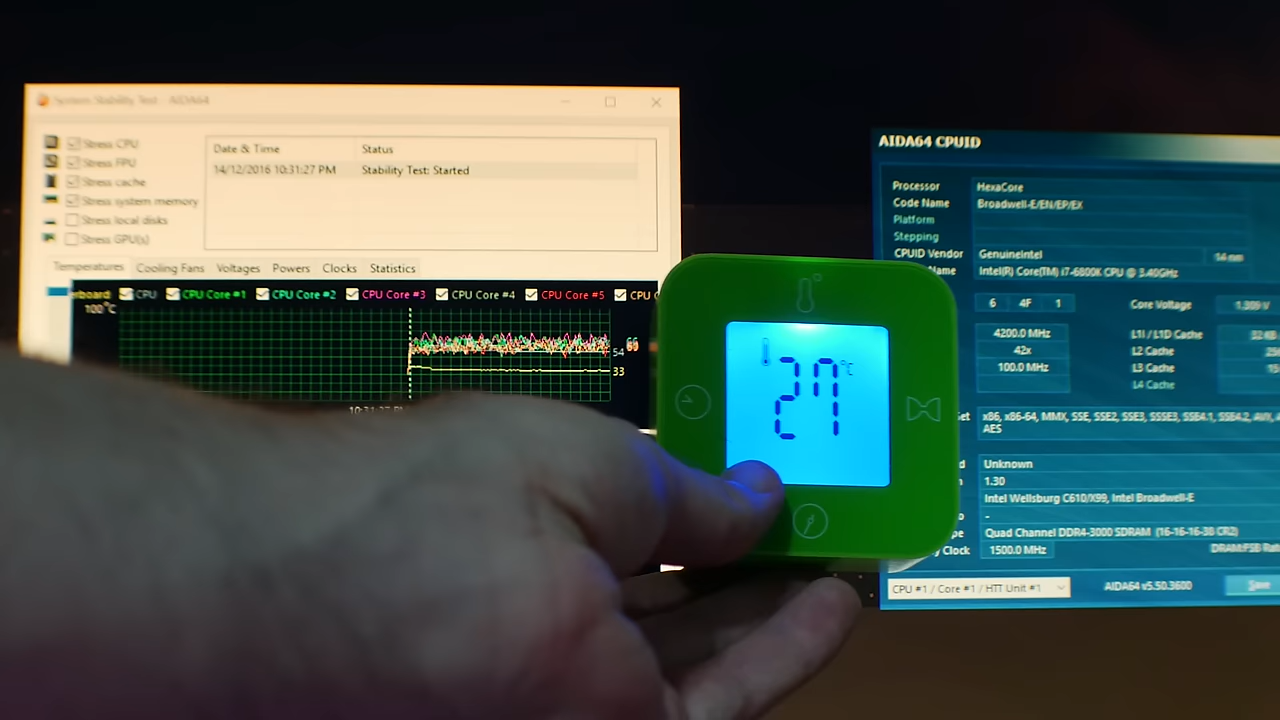 System Stability Test - AIDA64
Stress CPU
Stress FPU
Stress cache
Stress system memory
Stress local disks
Stress GPU(s)
Date & Time Status
14/12/2016 10:31:27 PM Stability Test: Started
Temperatures Cooling Fans Voltages Powers Clocks Statistics
CPU CPU Core #1 CPU Core #2 CPU Core #3 CPU Core #4 CPU Core #5
100°C
54
33
10:31:27 PM
27 °C
AIDA64 CPUID
Processor HexaCore
Code Name Broadwell-E/EN/EP/EX
Platform
Stepping
CPUID Vendor GenuineIntel 14 nm
Name Intel(R) Core(TM) i7-6800K CPU @ 3.40GHz
6 4F 1 Core Voltage
4200.0 MHz L1I / L1D Cache 32 KB
42x L2 Cache
100.0 MHz L3 Cache
L4 Cache
x86, x86-64, MMX, SSE, SSE2, SSE3, SSSE3, SSE4.1, SSE4.2, AVX,
AES
Unknown
1.30
Intel Wellsburg C610/X99, Intel Broadwell-E
-
Quad Channel DDR4-3000 SDRAM (16-16-16-38 CR2)
Clock 1500.0 MHz
CPU #1 / Core #1 / HTT Unit #1 AIDA64 v5.50.3600 Save